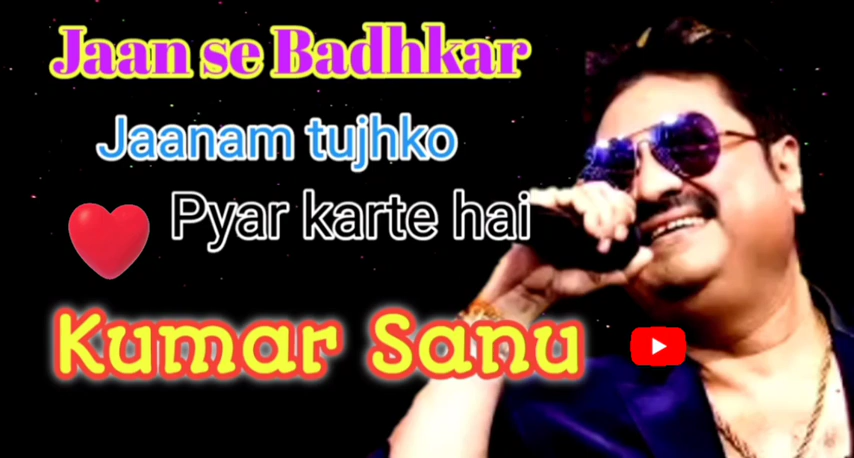 Jaan se Badhkar
Jaanam tujhko
Pyar karte hai
Kumar Sanu